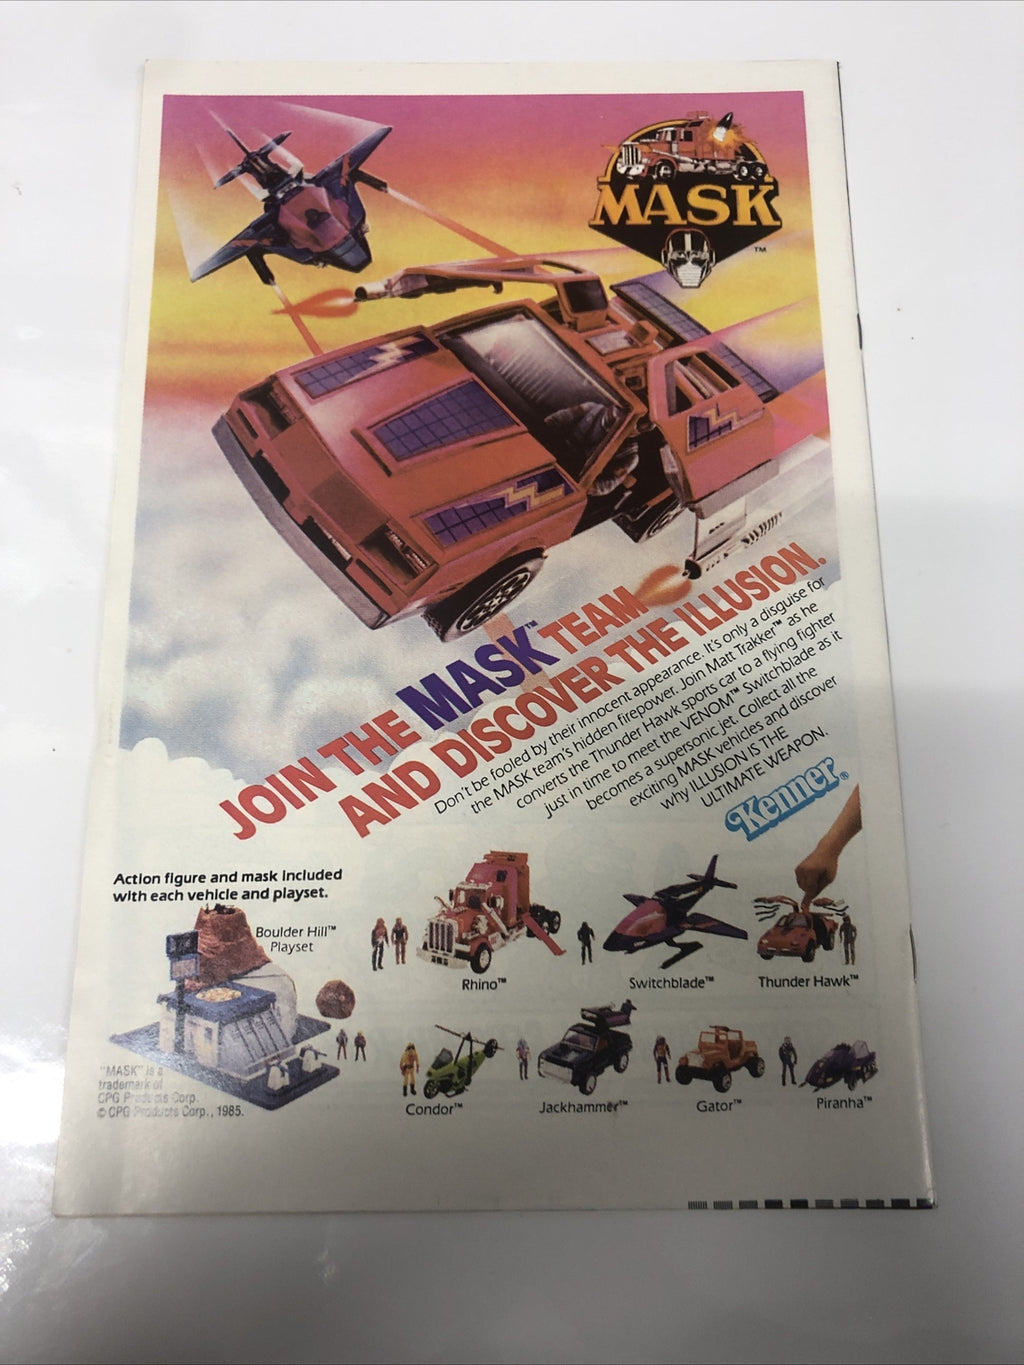 MASK
TM
JOIN THE MASK™ TEAM
AND DISCOVER THE ILLUSION.
Don't be fooled by their innocent appearance. It's only a disguise for
the MASK team's hidden firepower. Join Matt Trakker™ as he
converts the Thunder Hawk sports car to a flying fighter
just in time to meet the VENOM™ Switchblade as it
becomes a supersonic jet. Collect all the
exciting MASK vehicles and discover
why ILLUSION IS THE
ULTIMATE WEAPON.
Kenner®
Action figure and mask included
with each vehicle and playset.
Boulder Hill™
Playset
Rhino™
Switchblade™
Thunder Hawk™
Condor™
Jackhammer™
Gator™
Piranha™
"MASK" is a
trademark of
CPG Products Corp.
© CPG Products Corp., 1985.